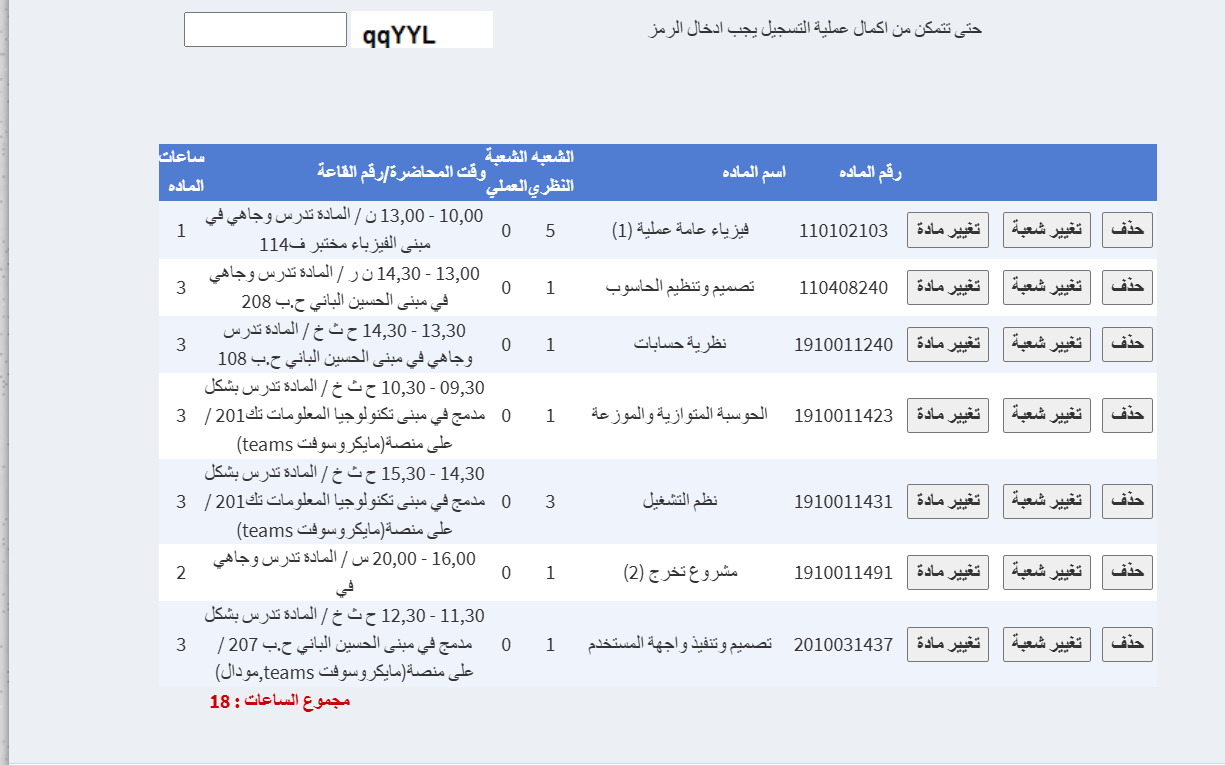 حتى تتمكن من اكمال عملية التسجيل يجب ادخال الرمز qqYYL
رقم الماده اسم الماده الشعبه النظري الشعبة العملي وقت المحاضرة/رقم القاعة ساعات الماده
حذف تغيير شعبة تغيير مادة 110102103 فيزياء عامة عملية (1) 5 0 10,00 - 13,00 ن / المادة تدرس وجاهي في 1
مبنى الفيزياء مختبر ف114
حذف تغيير شعبة تغيير مادة 110408240 تصميم وتنظيم الحاسوب 1 0 13,00 - 14,30 ن ر / المادة تدرس وجاهي 3
في مبنى الحسين الباني ح.ب 208
حذف تغيير شعبة تغيير مادة 1910011240 نظرية حسابات 1 0 13,30 - 14,30 ح ث خ / المادة تدرس 3
وجاهي في مبنى الحسين الباني ح.ب 108
حذف تغيير شعبة تغيير مادة 1910011423 الحوسبة المتوازية والموزعة 1 0 09,30 - 10,30 ح ث خ / المادة تدرس بشكل 3
مدمج في مبنى تكنولوجيا المعلومات تك201 /
على منصة(مايكروسوفت teams)
حذف تغيير شعبة تغيير مادة 1910011431 نظم التشغيل 3 0 14,30 - 15,30 ح ث خ / المادة تدرس بشكل 3
مدمج في مبنى تكنولوجيا المعلومات تك201 /
على منصة(مايكروسوفت teams)
حذف تغيير شعبة تغيير مادة 1910011491 مشروع تخرج (2) 1 0 16,00 - 20,00 س / المادة تدرس وجاهي 2
في
حذف تغيير شعبة تغيير مادة 2010031437 تصميم وتنفيذ واجهة المستخدم 1 0 11,30 - 12,30 ح ث خ / المادة تدرس بشكل 3
مدمج في مبنى الحسين الباني ح.ب 207 /
على منصة(مايكروسوفت teams,مودال)
مجموع الساعات : 18